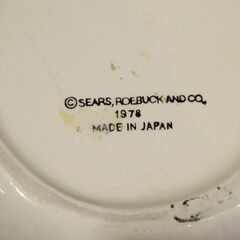 © SEARS, ROEBUCK AND CO.,
1978
MADE IN JAPAN